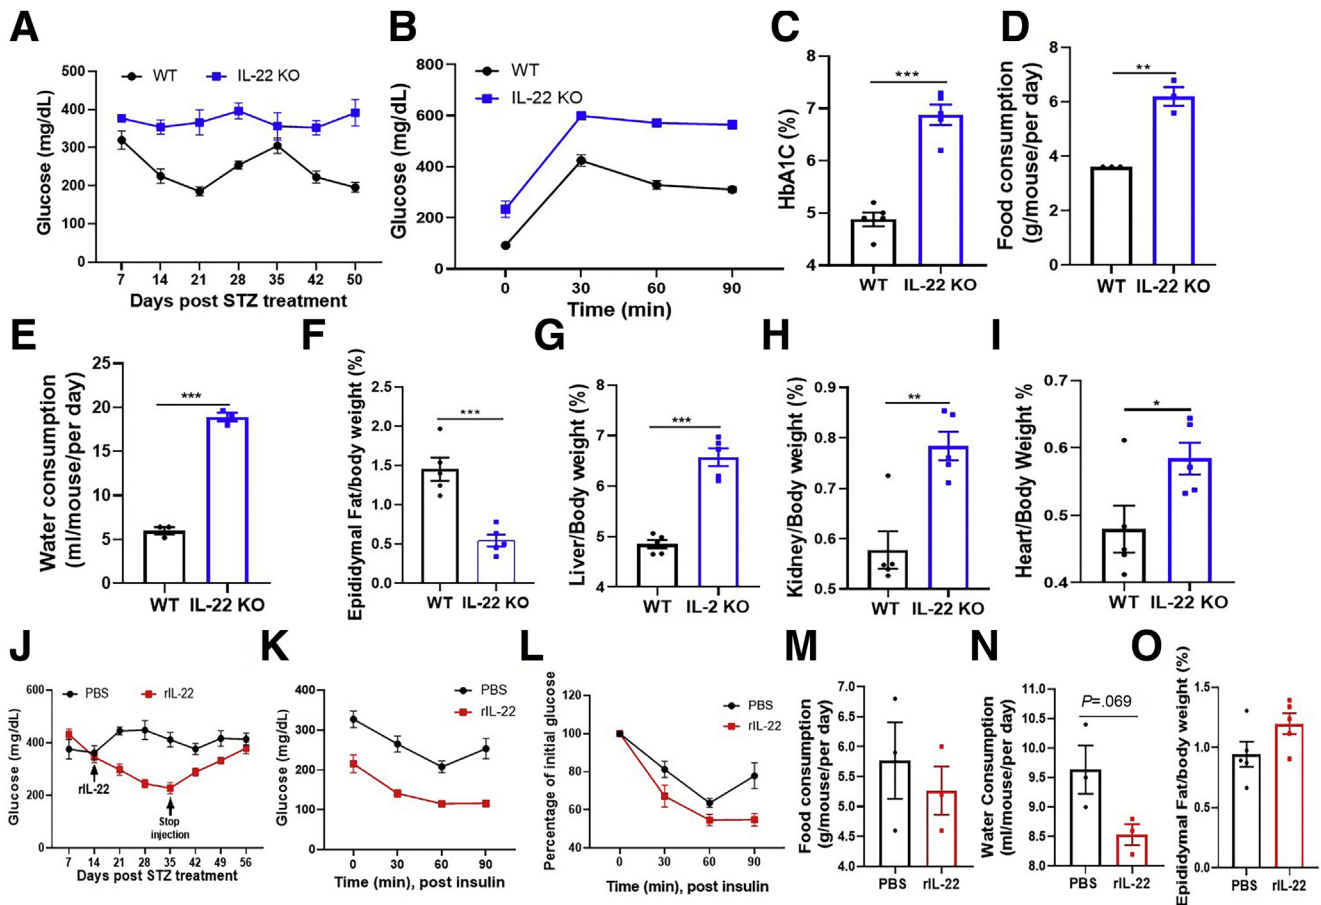 A
WT
IL-22 KO
Glucose (mg/dL)
500
400
300
200
100
0
7 14 21 28 35 42 50
Days post STZ treatment
B
WT
IL-22 KO
Glucose (mg/dL)
800
600
400
200
0
0 30 60 90
Time (min)
C
***
HbA1C (%)
8
7
6
5
4
WT IL-22 KO
D
**
Food consumption
(g/mouse/per day)
8
6
4
2
0
WT IL-22 KO
E
***
Water consumption
(ml/mouse/per day)
25
20
15
10
5
0
WT IL-22 KO
F
***
Epididymal Fat/body weight (%)
2.5
2.0
1.5
1.0
0.5
0.0
WT IL-22 KO
G
***
Liver/Body weight (%)
8
7
6
5
4
WT IL-2 KO
H
**
Kidney/Body weight (%)
0.9
0.8
0.7
0.6
0.5
WT IL-22 KO
I
*
Heart/Body Weight %
0.7
0.6
0.5
0.4
WT IL-22 KO
J
PBS
rIL-22
Glucose (mg/dL)
600
400
200
0
rIL-22
Stop
injection
7 14 21 28 35 42 49 56
Days post STZ treatment
K
PBS
rIL-22
Glucose (mg/dL)
400
300
200
100
0
0 30 60 90
Time (min), post insulin
L
PBS
rIL-22
Percentage of initial glucose
120
100
80
60
40
0 30 60 90
Time (min), post insulin
M
Food consumption
(g/mouse/per day)
7.0
6.5
6.0
5.5
5.0
4.5
4.0
PBS rIL-22
N
P=.069
Water Consumption
(ml/mouse/per day)
11.0
10.5
10.0
9.5
9.0
8.5
8.0
PBS rIL-22
O
Epididymal Fat/body weight (%)
1.5
1.0
0.5
0.0
PBS rIL-22